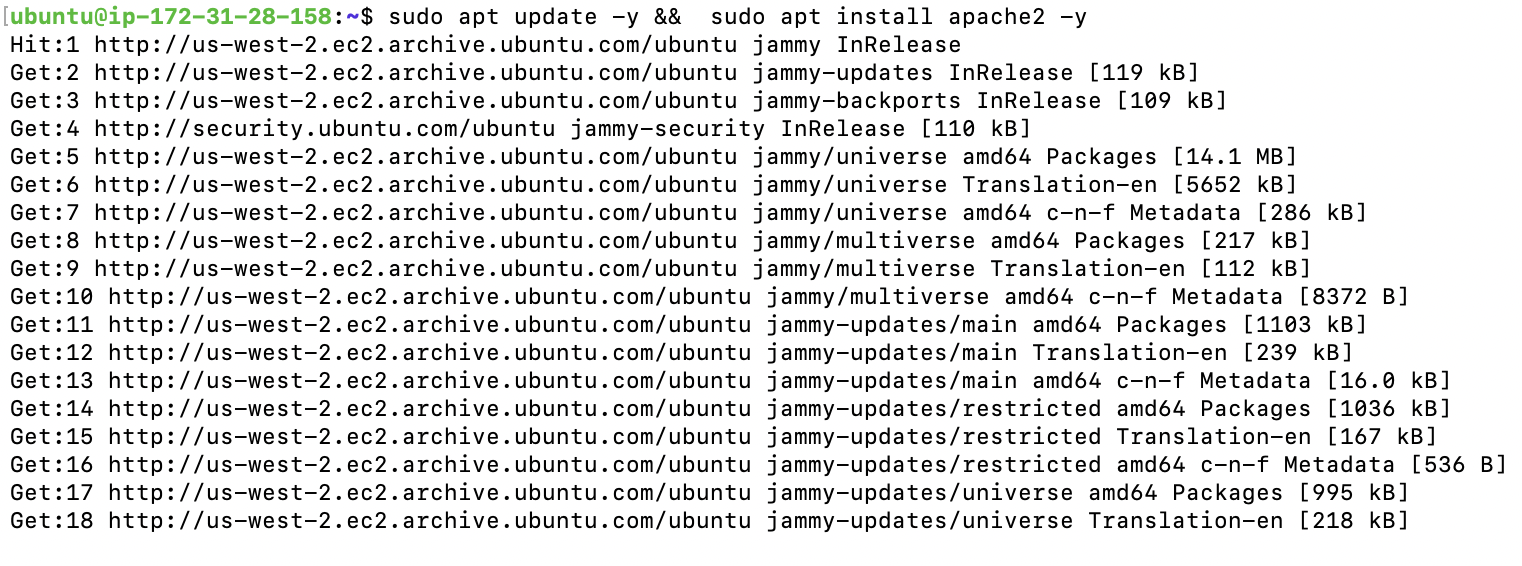 [ubuntu@ip-172-31-28-158:~$ sudo apt update -y &&  sudo apt install apache2 -y
Hit:1 http://us-west-2.ec2.archive.ubuntu.com/ubuntu jammy InRelease
Get:2 http://us-west-2.ec2.archive.ubuntu.com/ubuntu jammy-updates InRelease [119 kB]
Get:3 http://us-west-2.ec2.archive.ubuntu.com/ubuntu jammy-backports InRelease [109 kB]
Get:4 http://security.ubuntu.com/ubuntu jammy-security InRelease [110 kB]
Get:5 http://us-west-2.ec2.archive.ubuntu.com/ubuntu jammy/universe amd64 Packages [14.1 MB]
Get:6 http://us-west-2.ec2.archive.ubuntu.com/ubuntu jammy/universe Translation-en [5652 kB]
Get:7 http://us-west-2.ec2.archive.ubuntu.com/ubuntu jammy/universe amd64 c-n-f Metadata [286 kB]
Get:8 http://us-west-2.ec2.archive.ubuntu.com/ubuntu jammy/multiverse amd64 Packages [217 kB]
Get:9 http://us-west-2.ec2.archive.ubuntu.com/ubuntu jammy/multiverse Translation-en [112 kB]
Get:10 http://us-west-2.ec2.archive.ubuntu.com/ubuntu jammy/multiverse amd64 c-n-f Metadata [8372 B]
Get:11 http://us-west-2.ec2.archive.ubuntu.com/ubuntu jammy-updates/main amd64 Packages [1103 kB]
Get:12 http://us-west-2.ec2.archive.ubuntu.com/ubuntu jammy-updates/main Translation-en [239 kB]
Get:13 http://us-west-2.ec2.archive.ubuntu.com/ubuntu jammy-updates/main amd64 c-n-f Metadata [16.0 kB]
Get:14 http://us-west-2.ec2.archive.ubuntu.com/ubuntu jammy-updates/restricted amd64 Packages [1036 kB]
Get:15 http://us-west-2.ec2.archive.ubuntu.com/ubuntu jammy-updates/restricted Translation-en [167 kB]
Get:16 http://us-west-2.ec2.archive.ubuntu.com/ubuntu jammy-updates/restricted amd64 c-n-f Metadata [536 B]
Get:17 http://us-west-2.ec2.archive.ubuntu.com/ubuntu jammy-updates/universe amd64 Packages [995 kB]
Get:18 http://us-west-2.ec2.archive.ubuntu.com/ubuntu jammy-updates/universe Translation-en [218 kB]